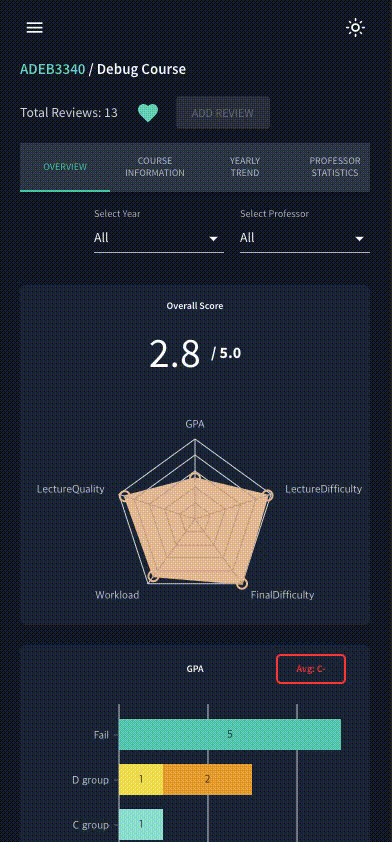 ADEB3340 / Debug Course
Total Reviews: 13
ADD REVIEW
OVERVIEW
COURSE
INFORMATION
YEARLY
TREND
PROFESSOR
STATISTICS
Select Year
All
Select Professor
All
Overall Score
2.8 / 5.0
GPA
LectureQuality
LectureDifficulty
Workload
FinalDifficulty
GPA
Avg: C-
Fail
5
D group
1
2
C group
1